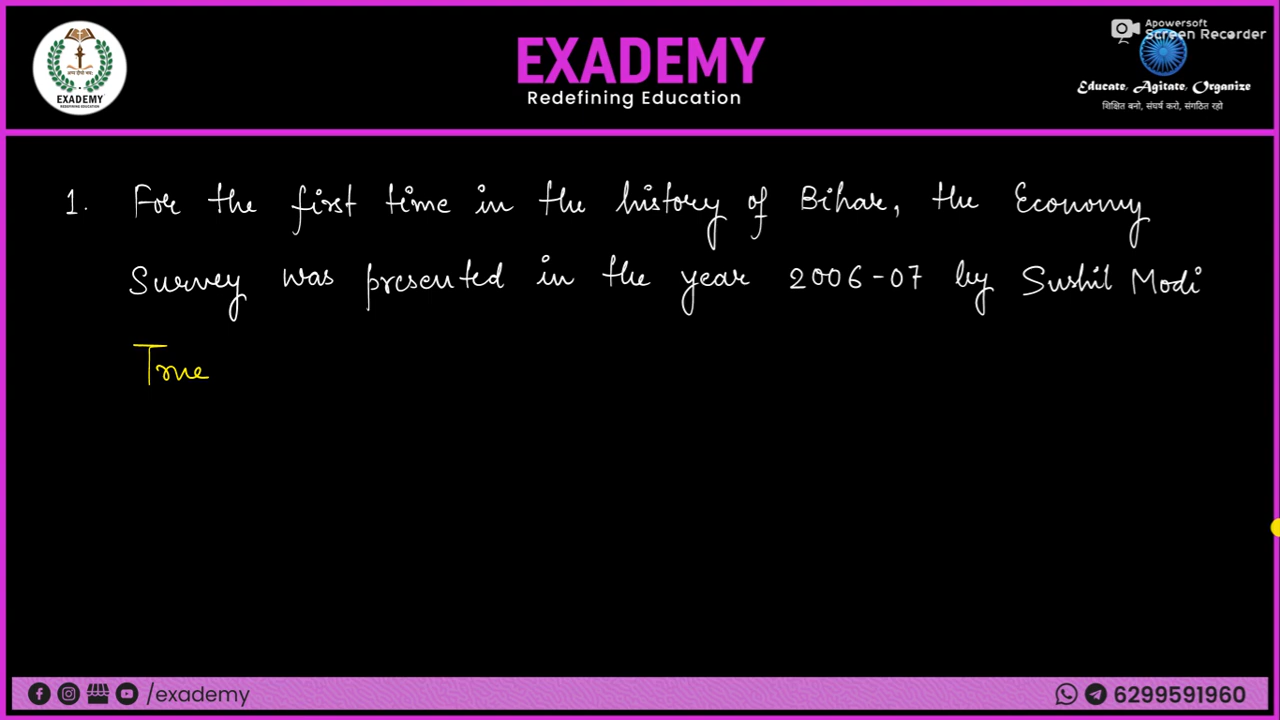 EXADEMY
REDEFINING EDUCATION
EXADEMY
Redefining Education
Apowersoft
Screen Recorder
Educate, Agitate, Organize
शिक्षित बनो, संघर्ष करो, संगठित रहो
1. For the first time in the history of Bihar, the Economy
Survey was presented in the year 2006-07 by Sushil Modi
True
/exademy
6299591960